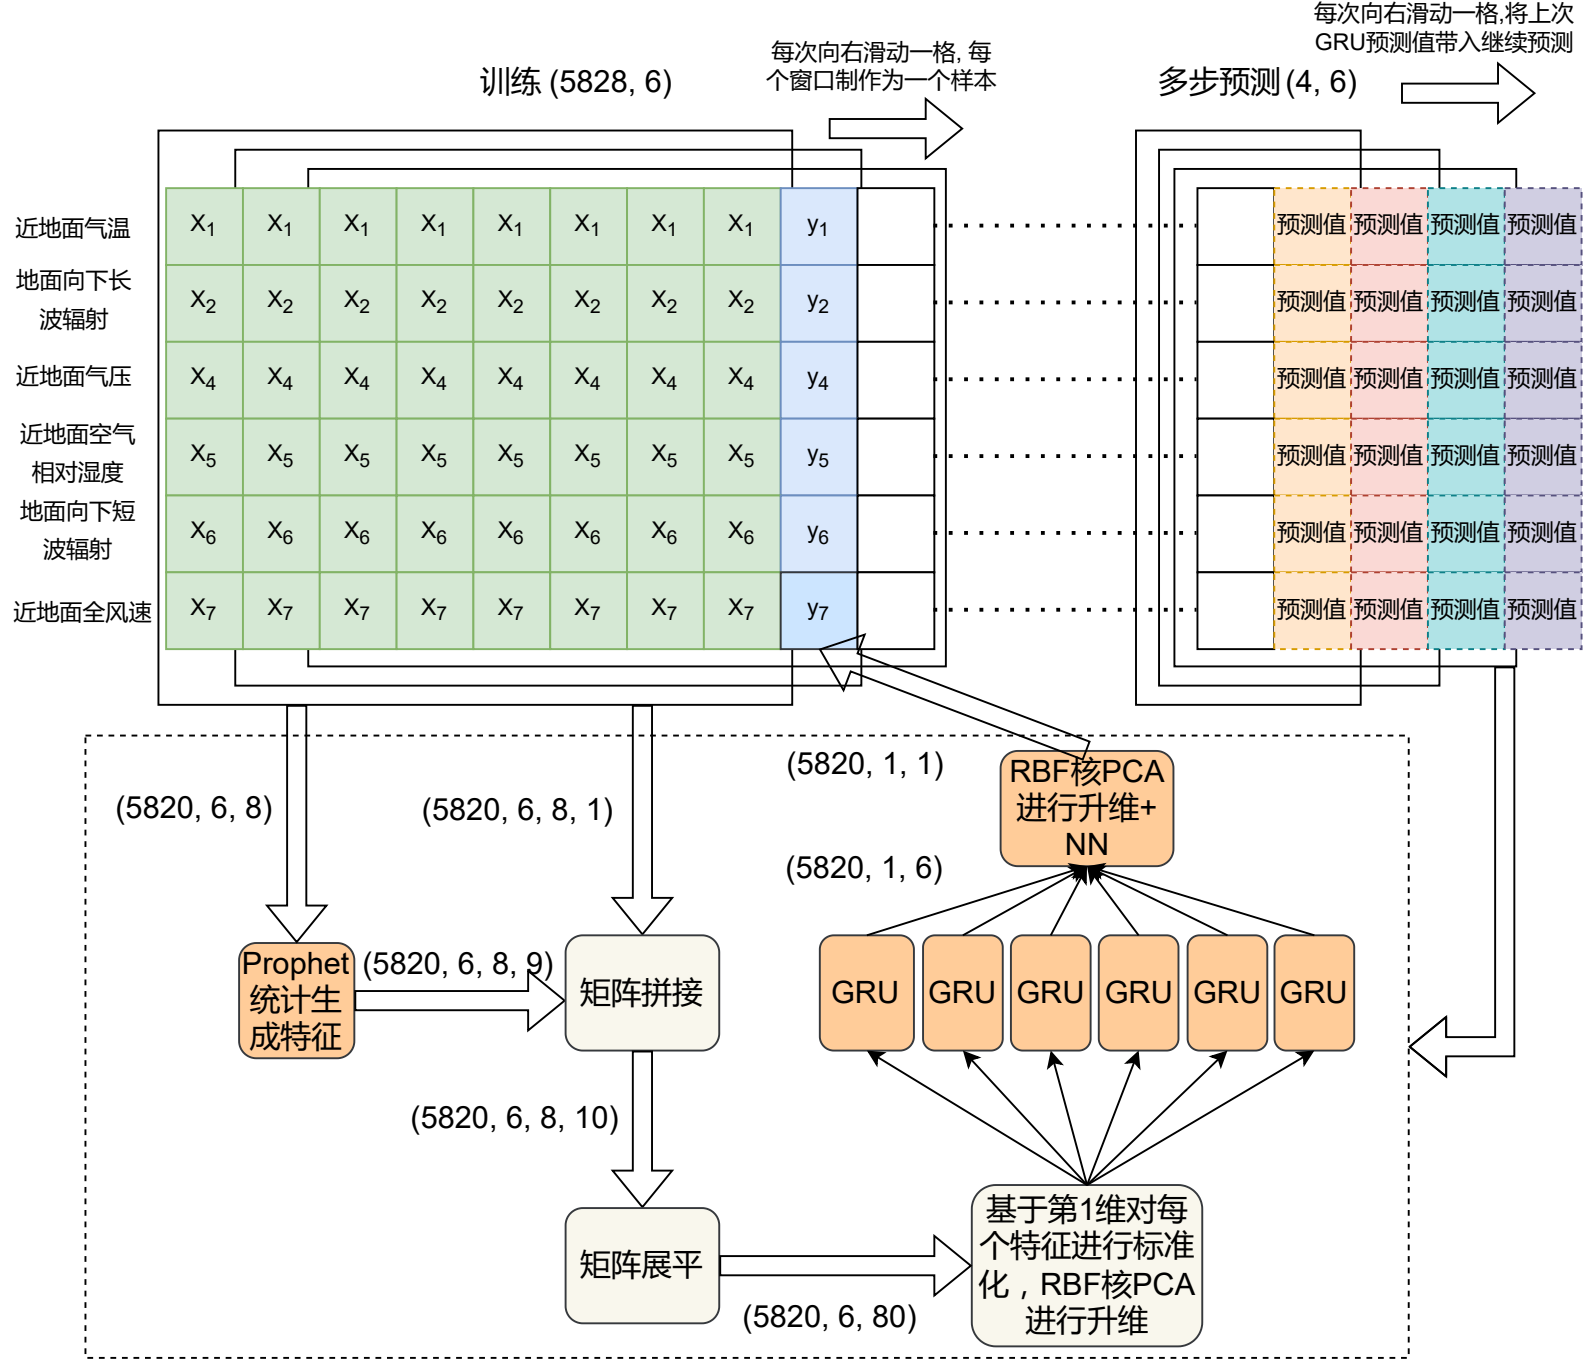 每次向右滑动一格,将上次
GRU预测值带入继续预测
每次向右滑动一格, 每
个窗口制作为一个样本
训练 (5828, 6)
多步预测 (4, 6)
近地面气温 X1 X1 X1 X1 X1 X1 X1 X1 y1 预测值 预测值 预测值 预测值
地面向下长
波辐射
X2 X2 X2 X2 X2 X2 X2 X2 y2 预测值 预测值 预测值 预测值
近地面气压 X4 X4 X4 X4 X4 X4 X4 X4 y4 预测值 预测值 预测值 预测值
近地面空气
相对湿度
X5 X5 X5 X5 X5 X5 X5 X5 y5 预测值 预测值 预测值 预测值
地面向下短
波辐射
X6 X6 X6 X6 X6 X6 X6 X6 y6 预测值 预测值 预测值 预测值
近地面全风速 X7 X7 X7 X7 X7 X7 X7 X7 y7 预测值 预测值 预测值 预测值
(5820, 6, 8)
(5820, 6, 8, 1)
(5820, 1, 1)
RBF核PCA
进行升维+
NN
(5820, 1, 6)
Prophet
统计生
成特征
(5820, 6, 8, 9)
矩阵拼接
GRU GRU GRU GRU GRU GRU
(5820, 6, 8, 10)
矩阵展平
(5820, 6, 80)
基于第1维对每
个特征进行标准
化，RBF核PCA
进行升维